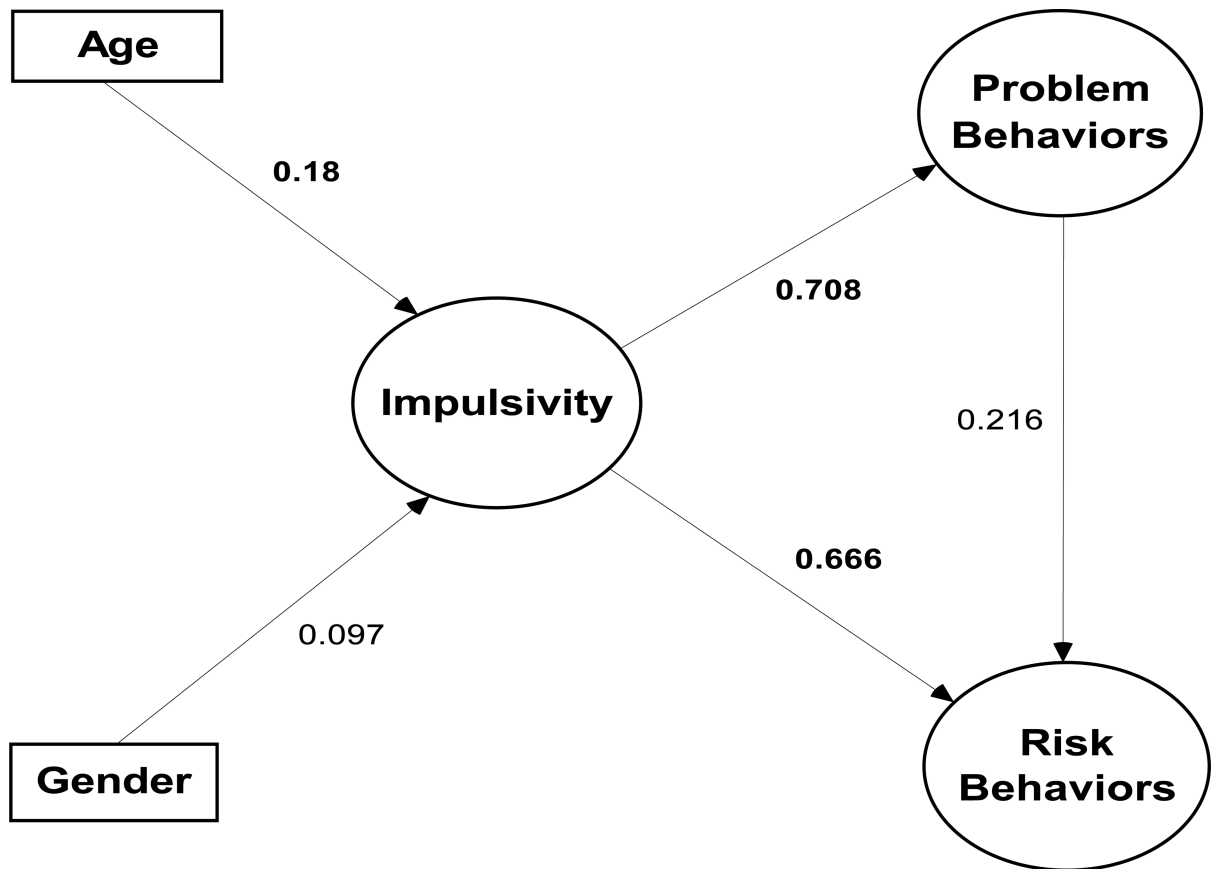 Age
Problem
Behaviors
0.18
0.708
Impulsivity
0.216
0.666
0.097
Risk
Behaviors
Gender